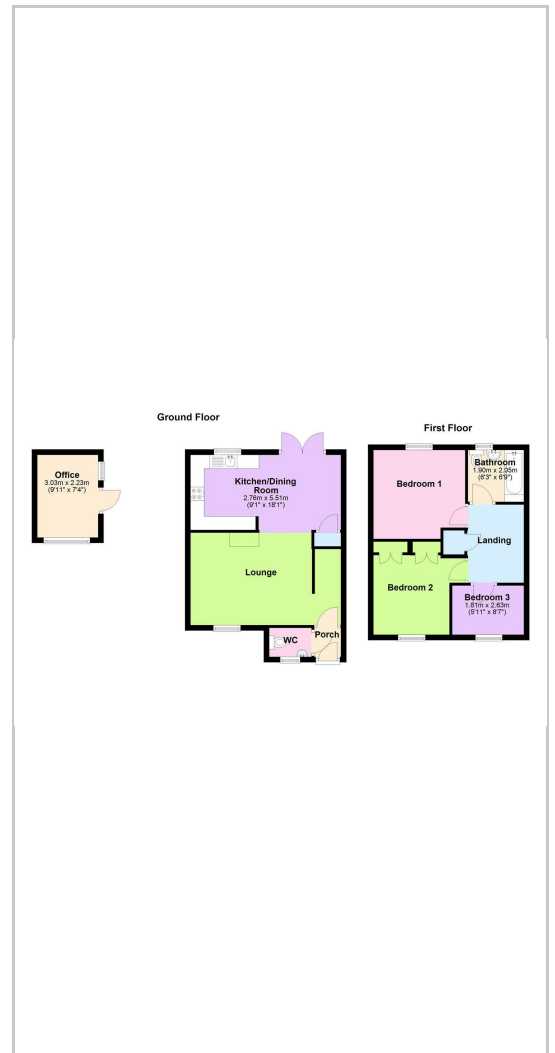 Ground Floor
Office
3.03m x 2.23m
(9'11" x 7'4")
Kitchen/Dining
Room
2.76m x 5.51m
(9'1" x 18'1")
Lounge
WC
Porch
First Floor
Bathroom
1.90m x 2.05m
(6'3" x 6'9")
Bedroom 1
Landing
Bedroom 2
Bedroom 3
1.81m x 2.63m
(5'11" x 8'7")